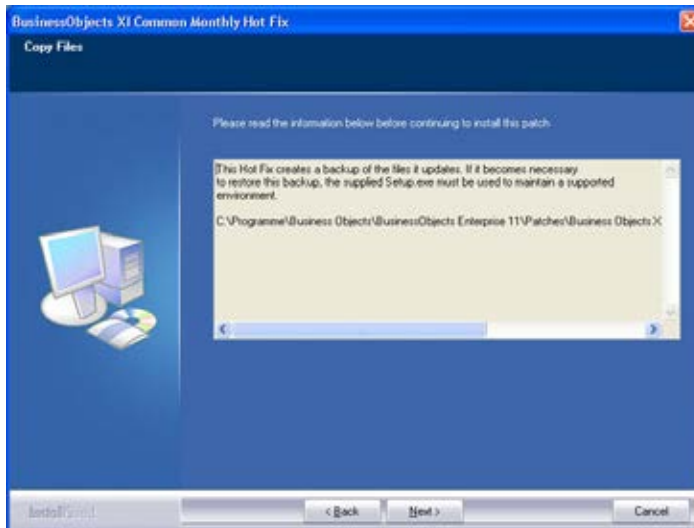 BusinessObjects XI Common Monthly Hot Fix
Copy Files
Please read the information below before continuing to install this patch
This Hot Fix creates a backup of the files it updates. If it becomes necessary
to restore this backup, the supplied Setup.exe must be used to maintain a supported
environment.
C:\Programme\Business Objects\BusinessObjects Enterprise 11\Patches\Business Objects X
InstallShield
< Back
Next >
Cancel